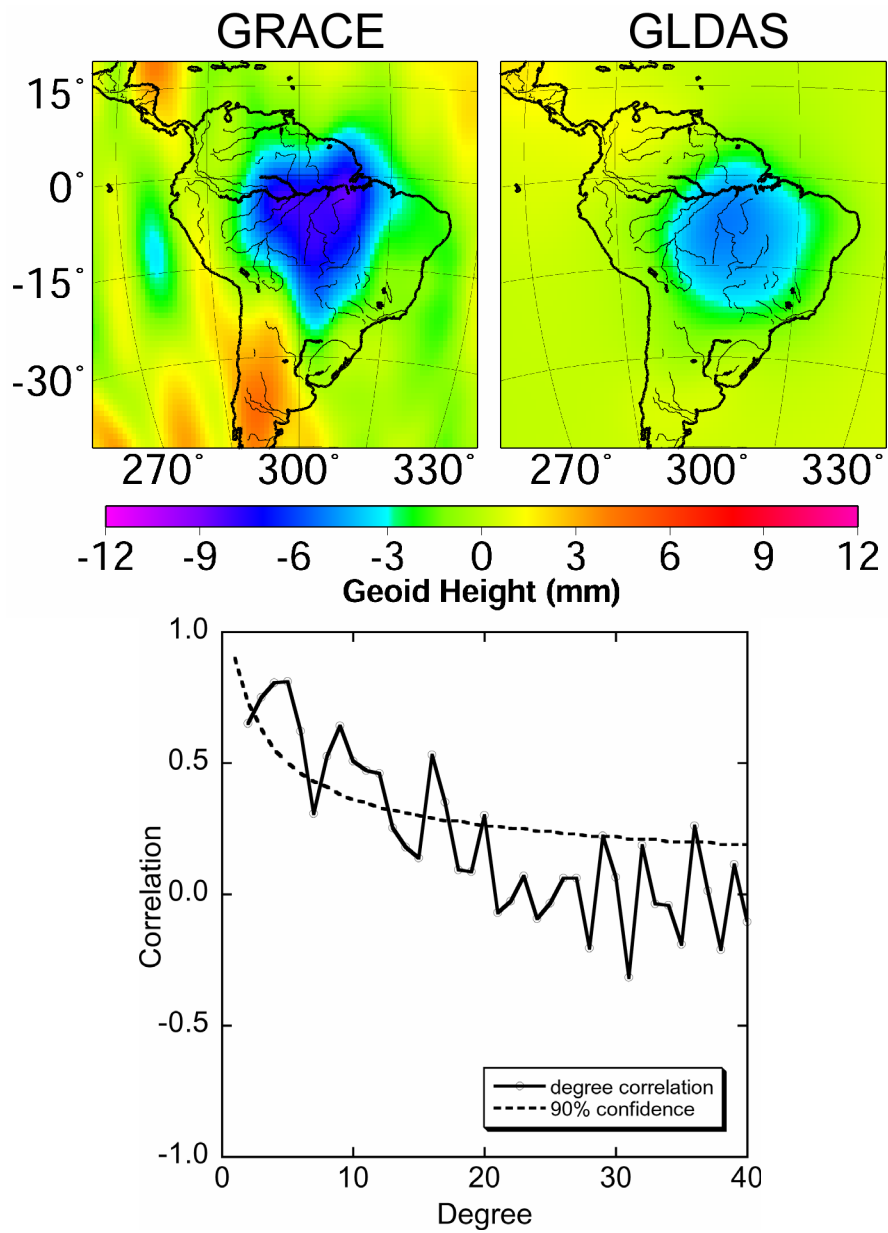 GRACE GLDAS
15°
0°
-15°
-30°
270° 300° 330° 270° 300° 330°
-12 -9 -6 -3 0 3 6 9 12
Geoid Height (mm)
1.0
0.5
0.0
-0.5
-1.0
Correlation
degree correlation
90% confidence
0 10 20 30 40
Degree